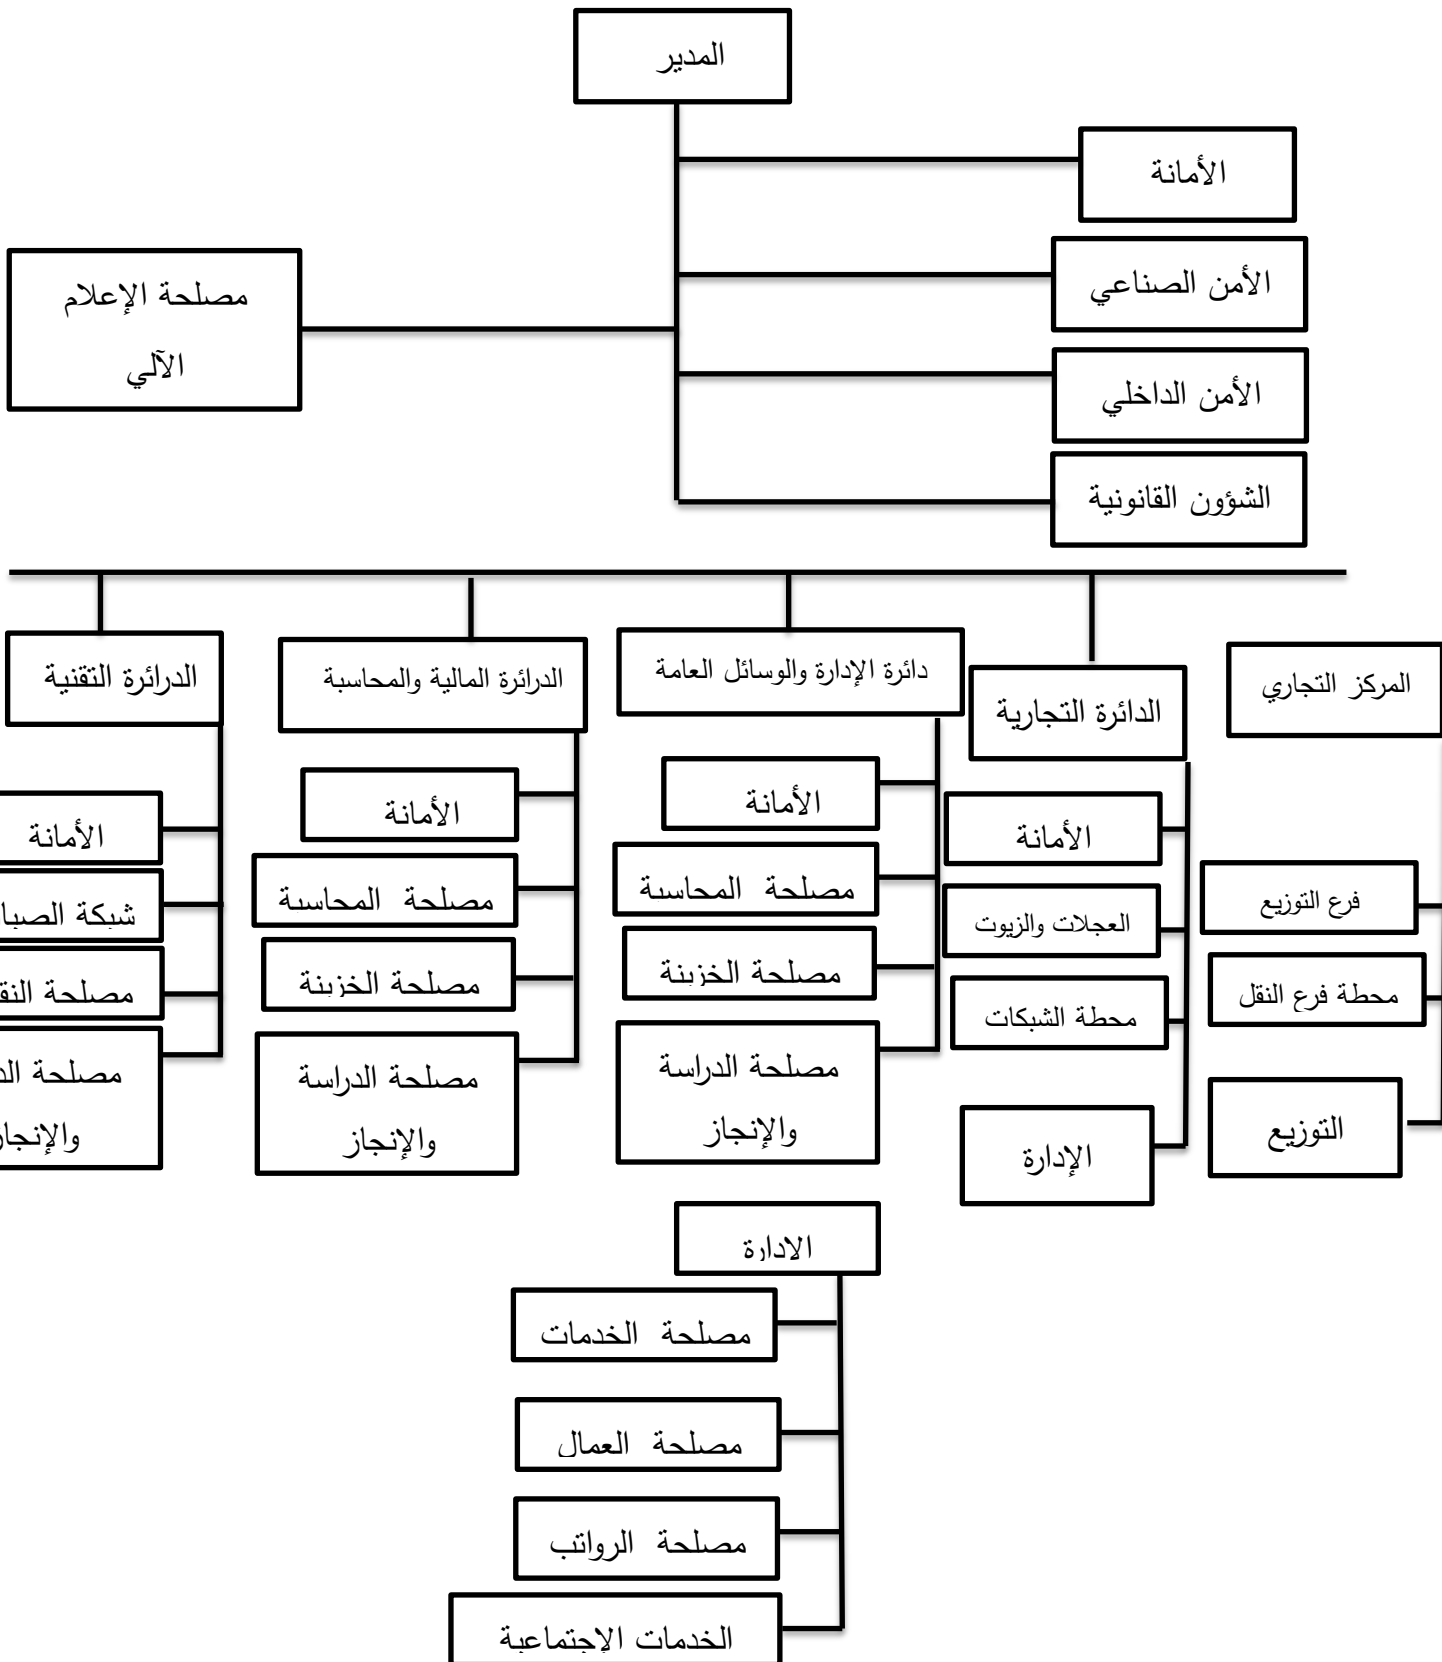 المدير
الأمانة
الأمن الصناعي
مصلحة الإعلام
الآلي
الأمن الداخلي
الشؤون القانونية
المركز التجاري
فرع التوزيع
محطة فرع النقل
التوزيع
الدائرة التجارية
الأمانة
العجلات والزيوت
محطة الشبكات
الإدارة
دائرة الإدارة والوسائل العامة
الأمانة
مصلحة المحاسبة
مصلحة الخزينة
مصلحة الدراسة
والإنجاز
الدرائرة المالية والمحاسبة
الأمانة
مصلحة المحاسبة
مصلحة الخزينة
مصلحة الدراسة
والإنجاز
الدرائرة التقنية
الأمانة
شبكة
مصلحة
مصلحة
الادارة
مصلحة الخدمات
مصلحة العمال
مصلحة الرواتب
الخدمات الإجتماعية